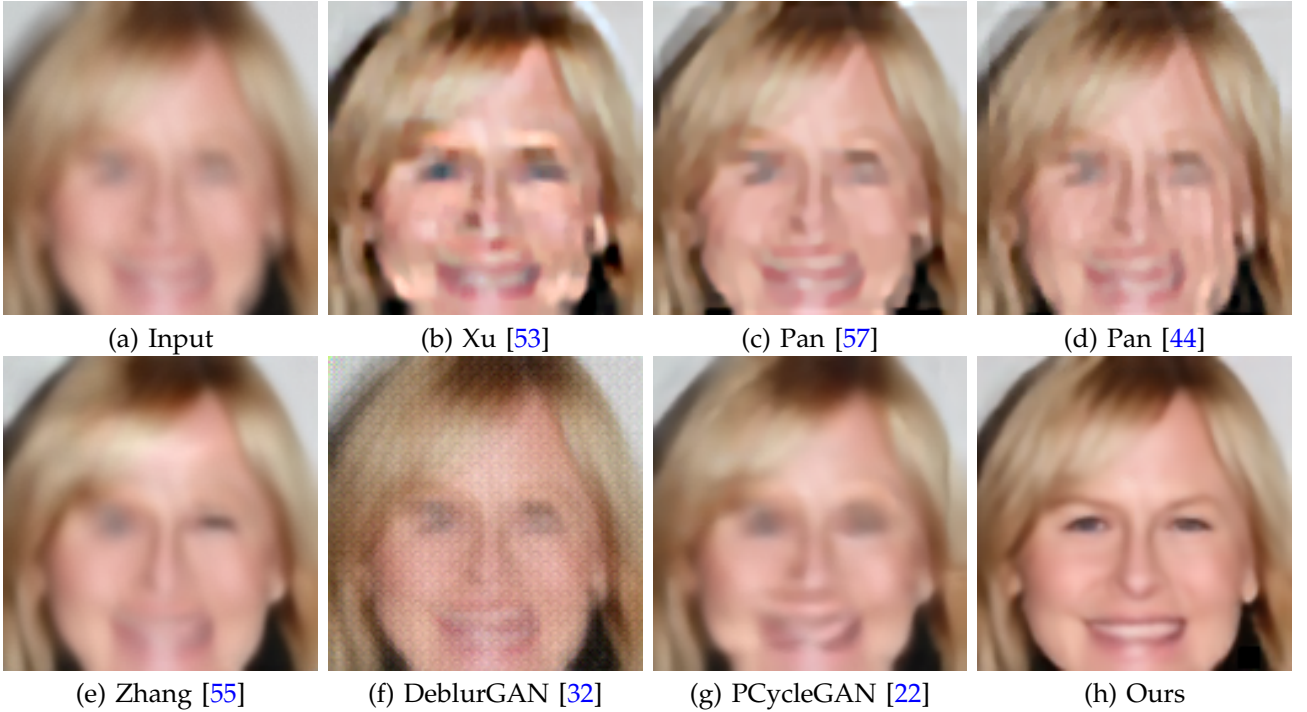 (a) Input
(b) Xu [53]
(c) Pan [57]
(d) Pan [44]
(e) Zhang [55]
(f) DeblurGAN [32]
(g) PCycleGAN [22]
(h) Ours